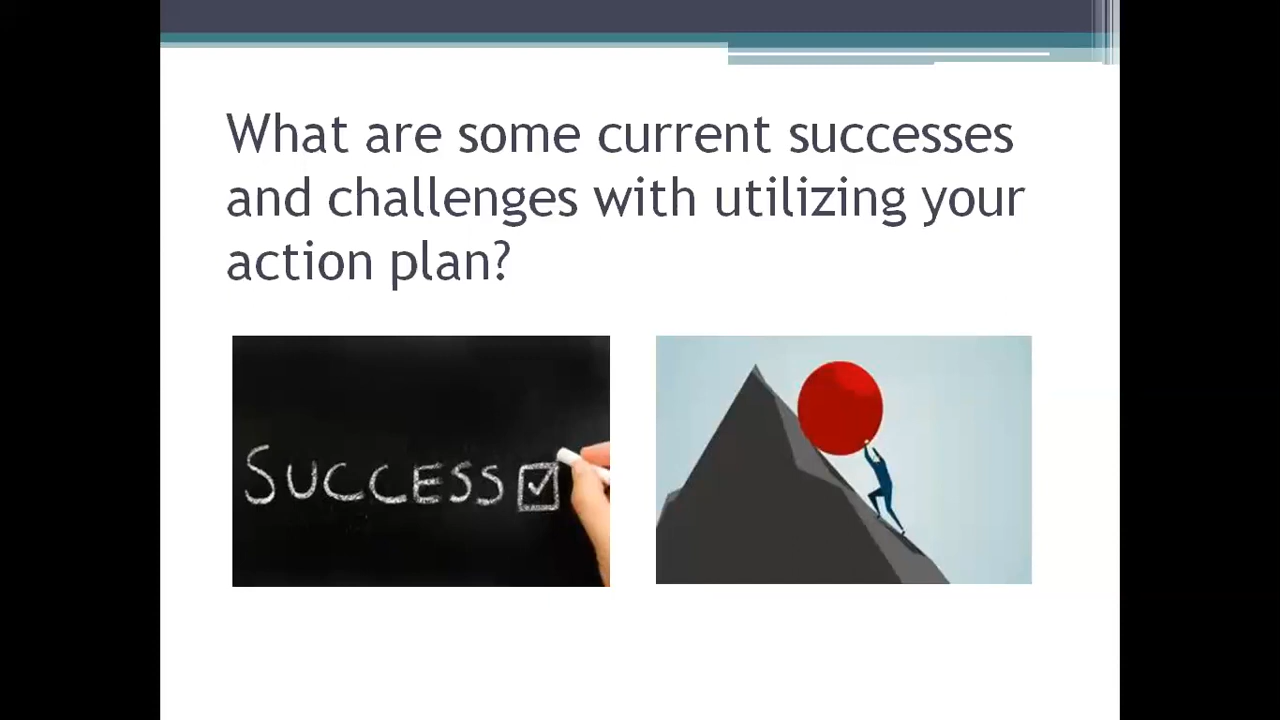 What are some current successes
and challenges with utilizing your
action plan?
SUCCESS